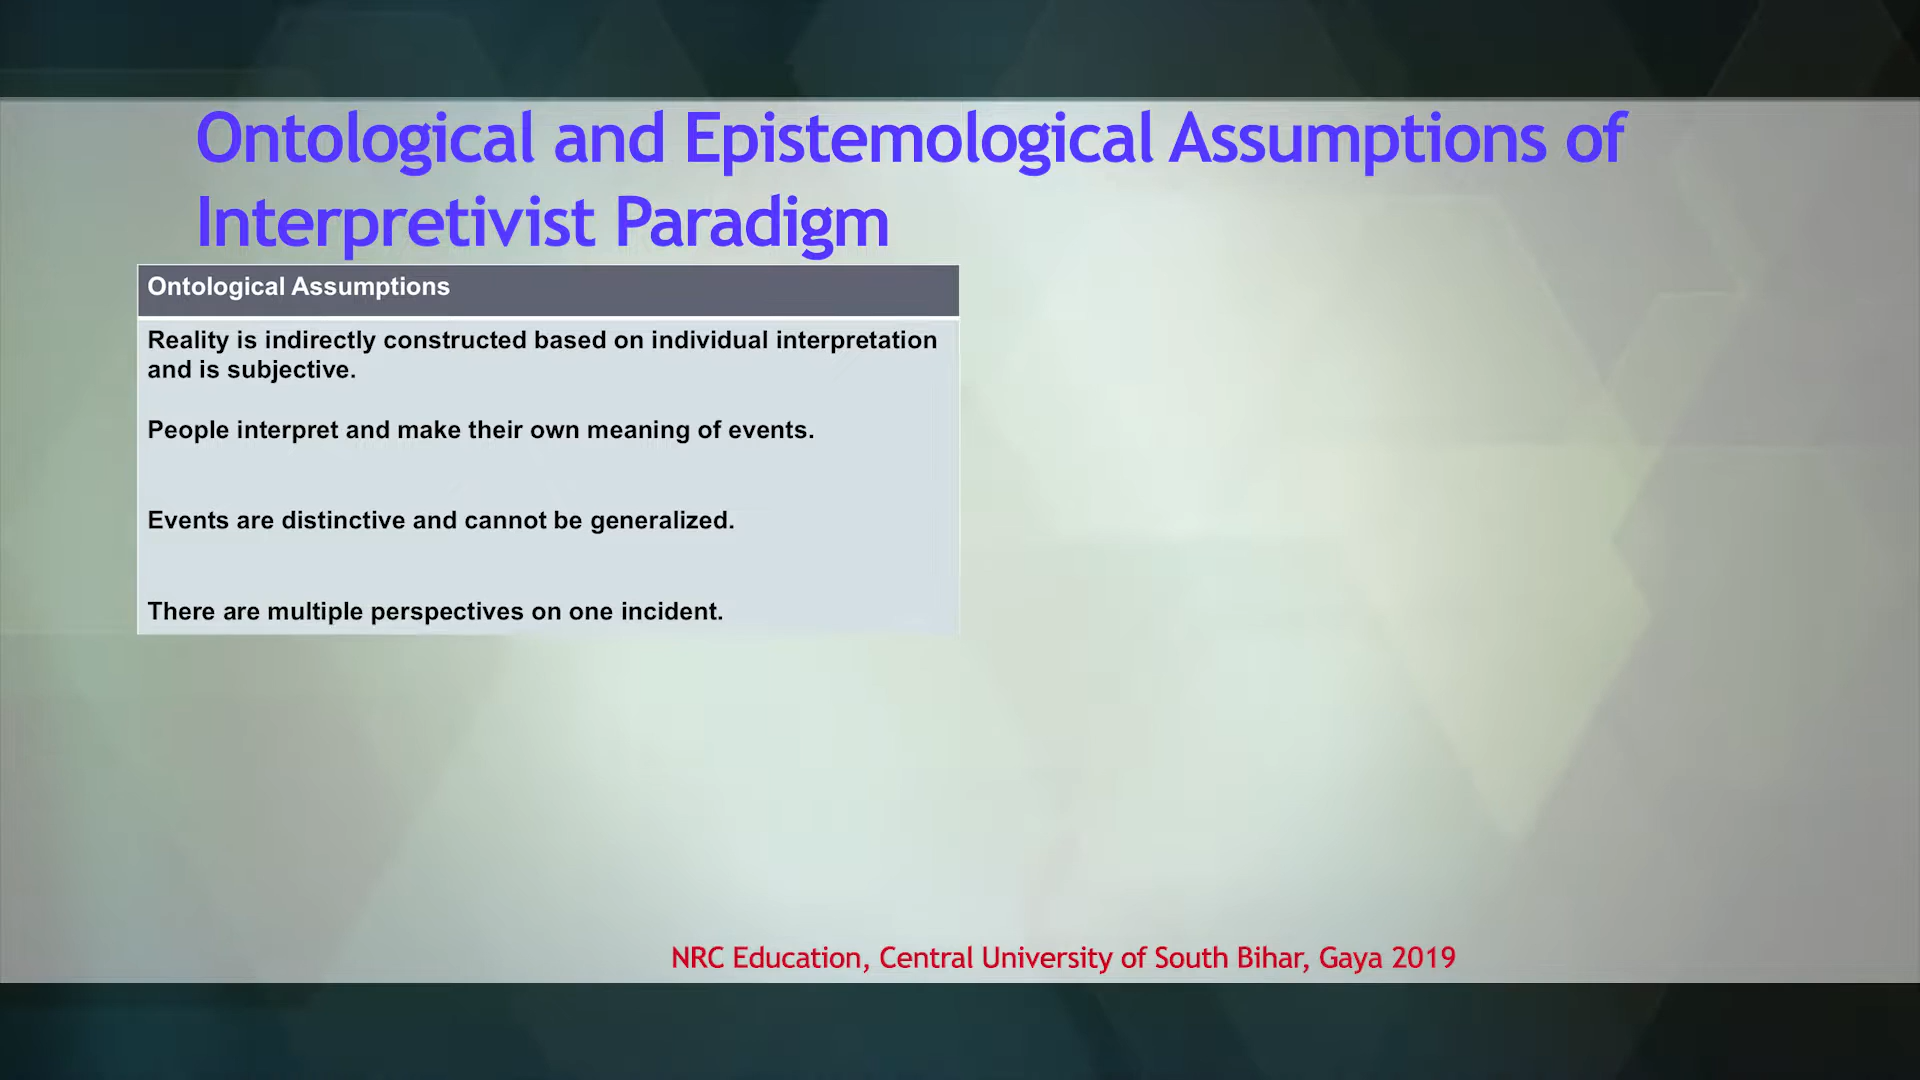 Ontological and Epistemological Assumptions of
Interpretivist Paradigm
Ontological Assumptions
Reality is indirectly constructed based on individual interpretation
and is subjective.
People interpret and make their own meaning of events.
Events are distinctive and cannot be generalized.
There are multiple perspectives on one incident.
NRC Education, Central University of South Bihar, Gaya 2019